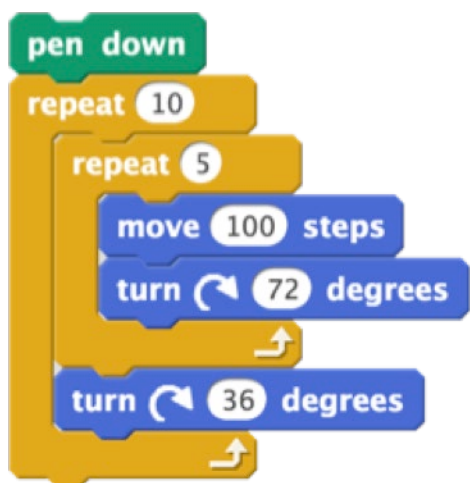 pen down
repeat 10
repeat 5
move 100 steps
turn 72 degrees
turn 36 degrees